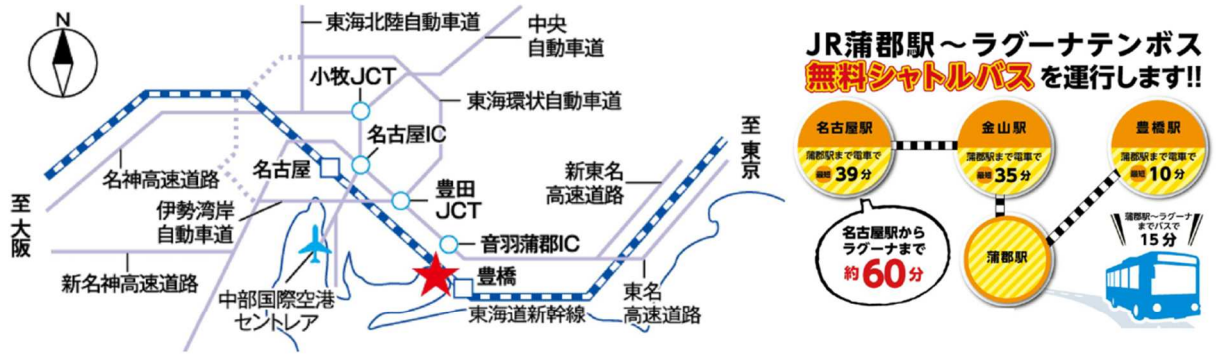 N
東海北陸自動車道
中央
自動車道
小牧JCT
東海環状自動車道
名古屋IC
名古屋
名神高速道路
至大阪
伊勢湾岸
自動車道
豊田
JCT
新東名
高速道路
至東京
音羽蒲郡IC
新名神高速道路
中部国際空港
セントレア
豊橋
東海道新幹線
東名
高速道路
JR蒲郡駅～ラグーナテンボス
無料シャトルバスを運行します!!
名古屋駅
蒲郡駅まで電車で
最短39分
金山駅
蒲郡駅まで電車で
最短35分
豊橋駅
蒲郡駅まで電車で
最短10分
名古屋駅から
ラグーナまで
約60分
蒲郡駅
蒲郡駅～ラグーナ
までバスで
15分